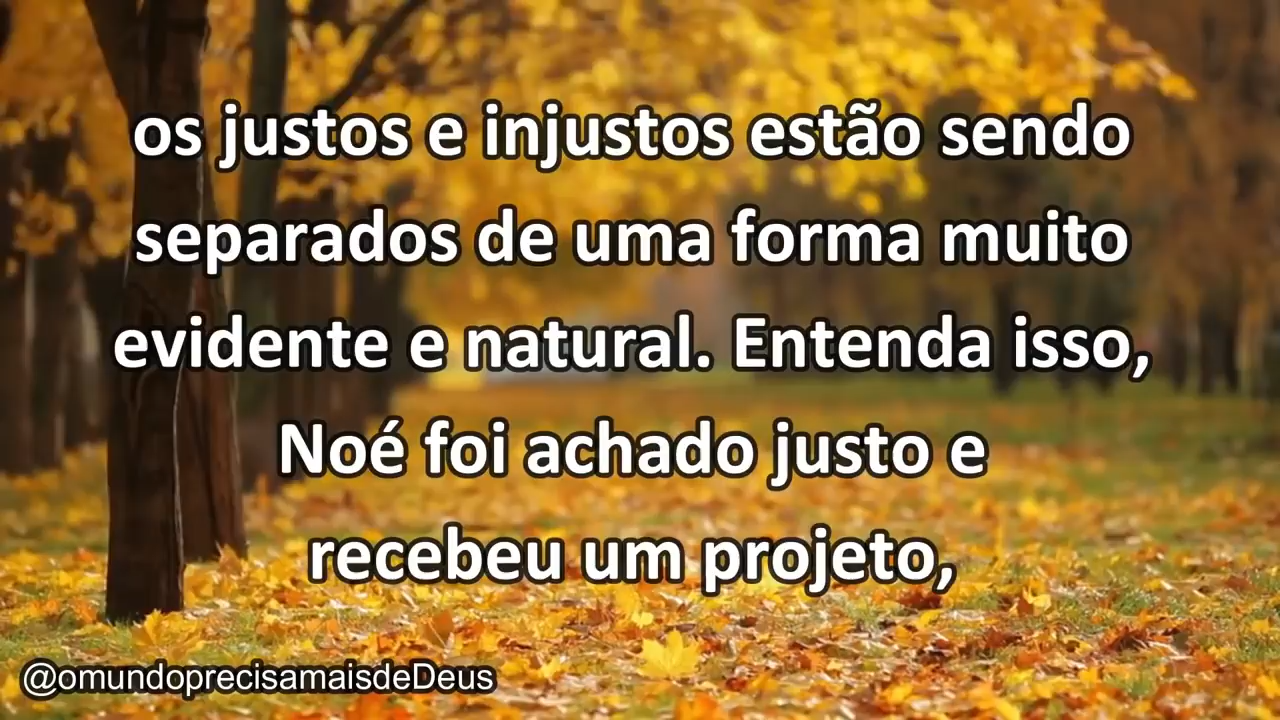 os justos e injustos estão sendo
separados de uma forma muito
evidente e natural. Entenda isso,
Noé foi achado justo e
recebeu um projeto,
@omundoprecisamaisdeDeus